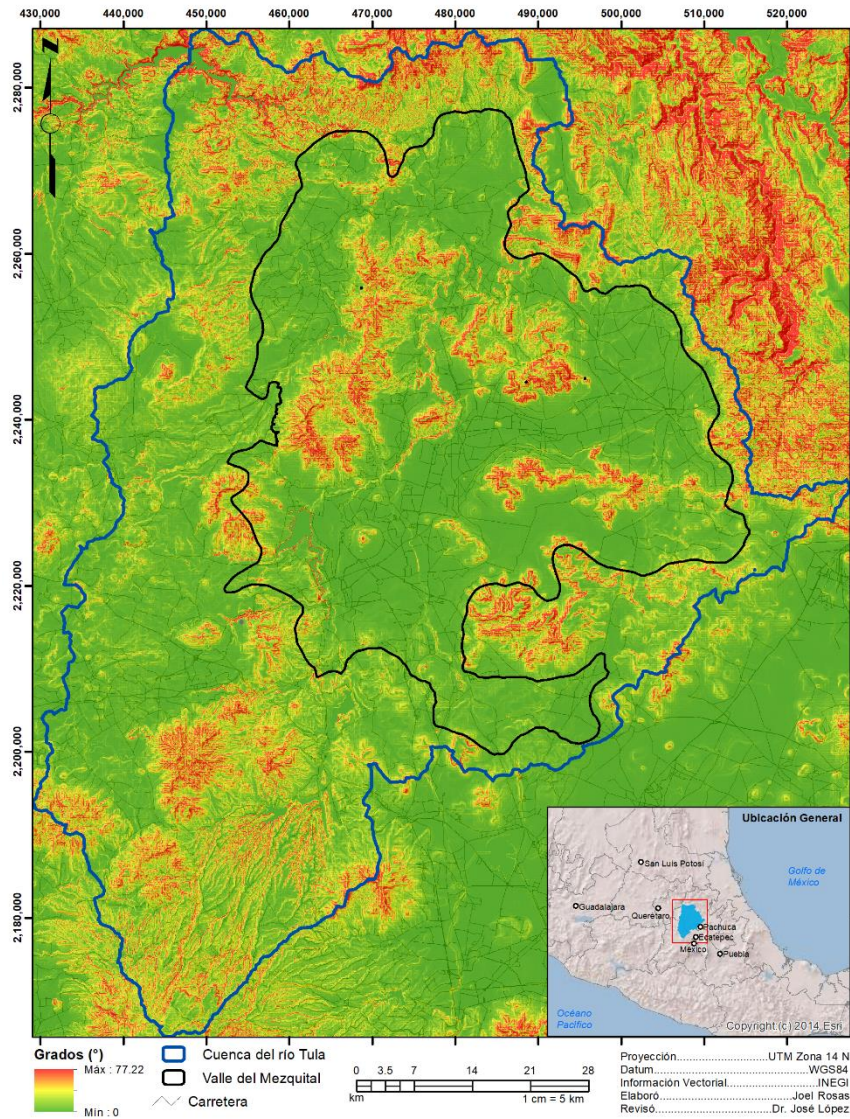 430,000 440,000 450,000 460,000 470,000 480,000 490,000 500,000 510,000 520,000
2,280,000
2,260,000
2,240,000
2,220,000
2,200,000
2,180,000
Z
Ubicación General
Golfo de
México
San Luis Potosí
Guadalajara
Querétaro
Pachuca
Ecatepec
México
Puebla
Océano
Pacífico
Copyright:(c) 2014 Esri
Grados (°)
Máx : 77.22
Mín : 0
Cuenca del río Tula
Valle del Mezquital
Carretera
0 3.5 7 14 21 28
km
1 cm = 5 km
Proyección.....................UTM Zona 14 N
Datum.....................WGS84
Información Vectorial.....................INEGI
Elaboró.....................Joel Rosas
Revisó.....................Dr. José López